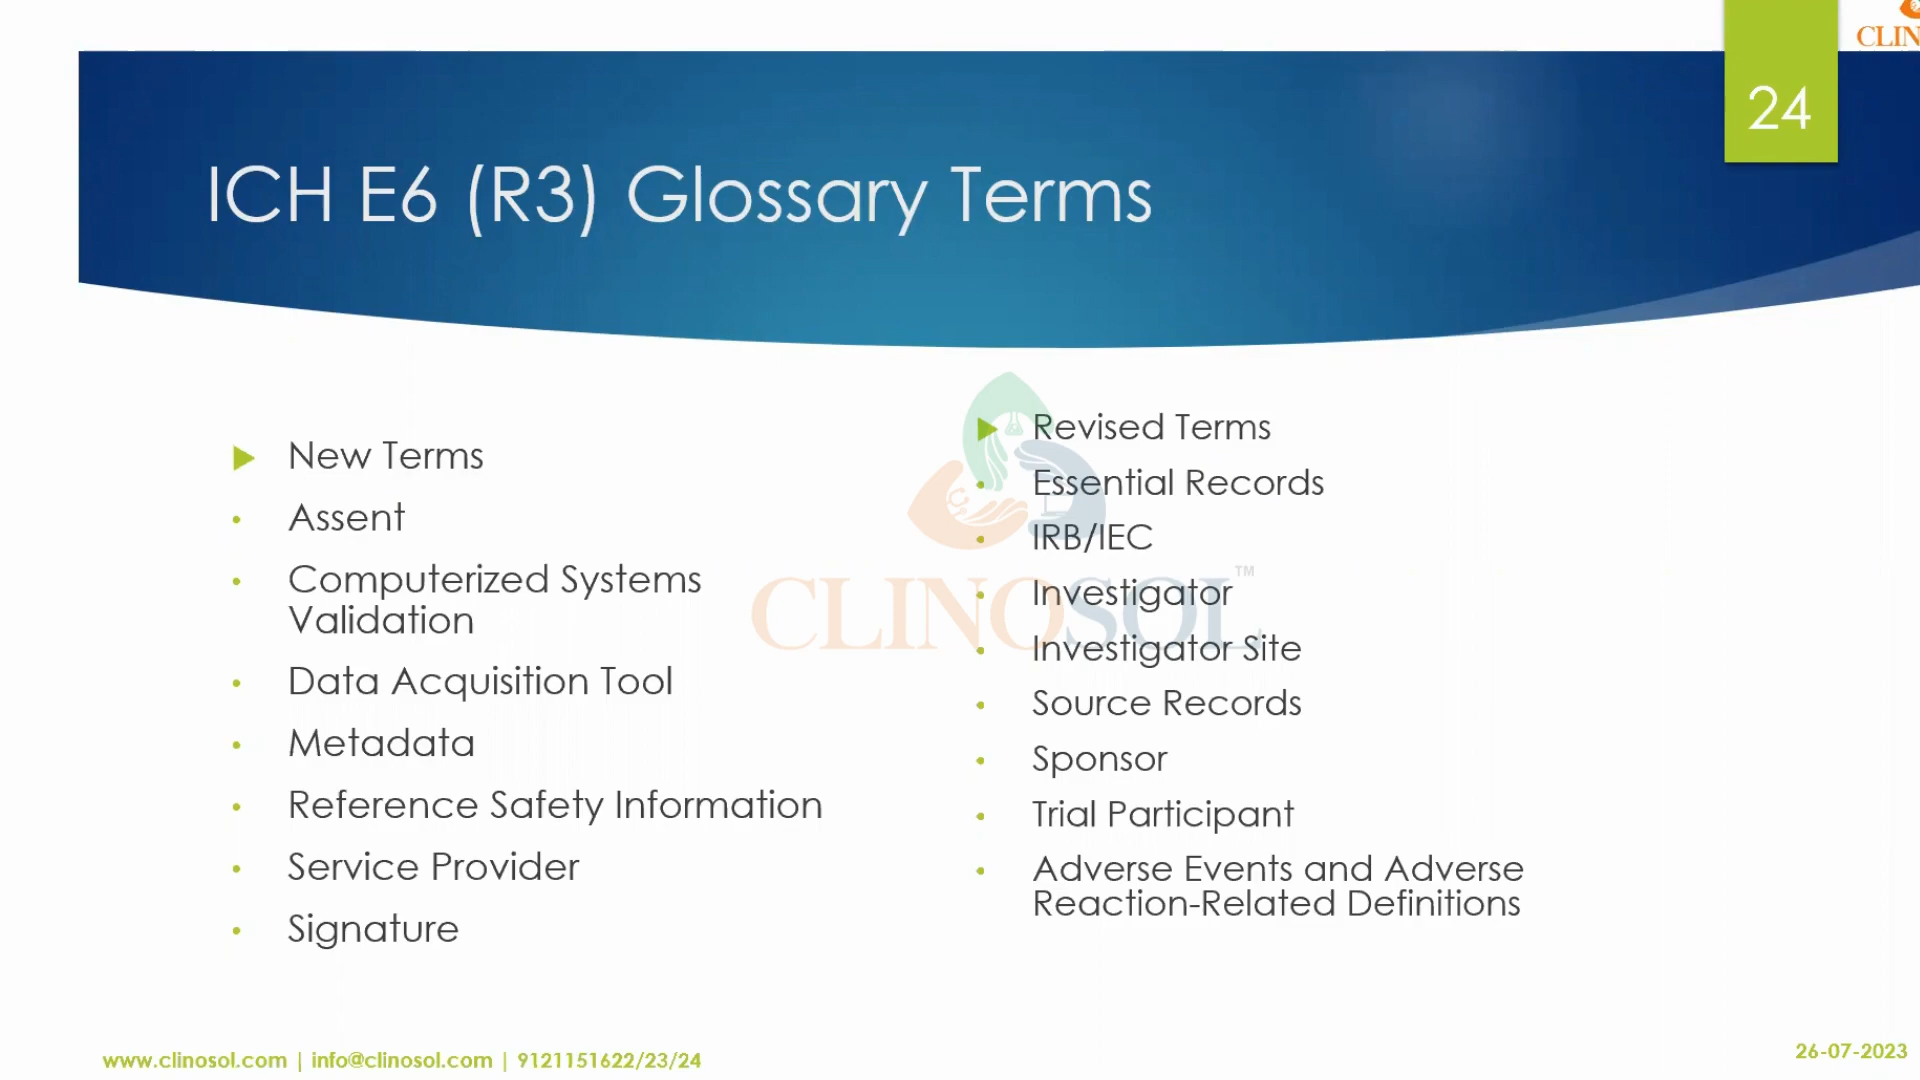 CLIN
24
ICH E6 (R3) Glossary Terms
▶ New Terms
• Assent
• Computerized Systems
Validation
• Data Acquisition Tool
• Metadata
• Reference Safety Information
• Service Provider
• Signature
▶ Revised Terms
• Essential Records
• IRB/IEC
• Investigator
• Investigator Site
• Source Records
• Sponsor
• Trial Participant
• Adverse Events and Adverse
Reaction-Related Definitions
CLINOSOL™
www.clinosol.com | info@clinosol.com | 9121151622/23/24
26-07-2023